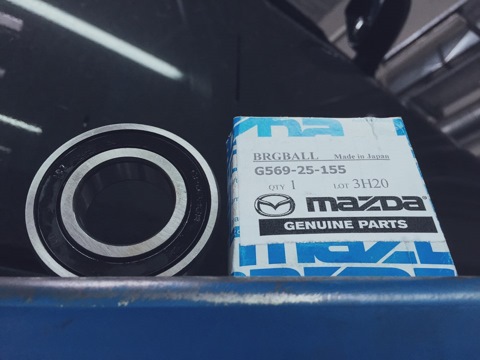 BRGBALL Made in Japan
G569-25-155
QTY 1 LOT 3H20
mazda
GENUINE PARTS